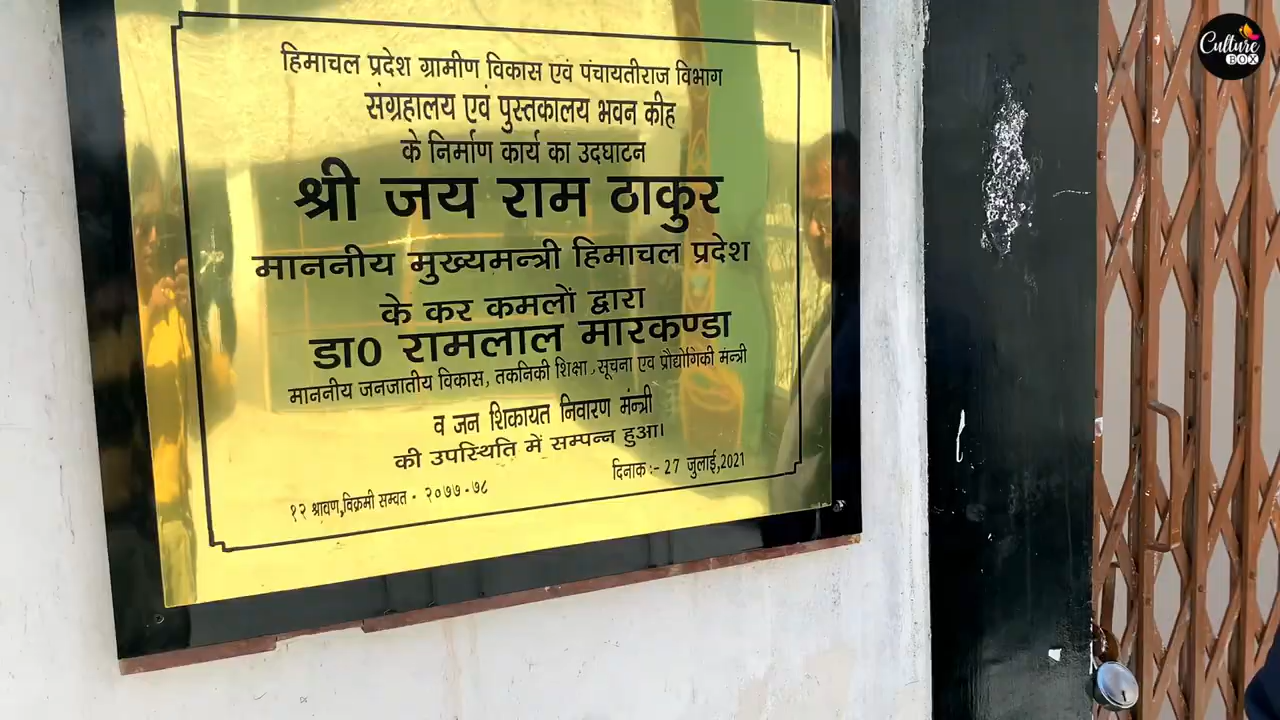 हिमाचल प्रदेश ग्रामीण विकास एवं पंचायतीराज विभाग
संग्रहालय एवं पुस्तकालय भवन कीह
के निर्माण कार्य का उदघाटन
श्री जय राम ठाकुर
माननीय मुख्यमन्त्री हिमाचल प्रदेश
के कर कमलों द्वारा
डा0 रामलाल मारकण्डा
माननीय जनजातीय विकास, तकनिकी शिक्षा, सूचना एव प्रौद्योगिकी मंन्त्री
व जन शिकायत निवारण मंन्त्री
की उपस्थिति में सम्पन्न हुआ।
दिनाक :- 27 जुलाई,2021
१२ श्रावण,विक्रमी सम्वत - २०७७-७८
Culture
BOX